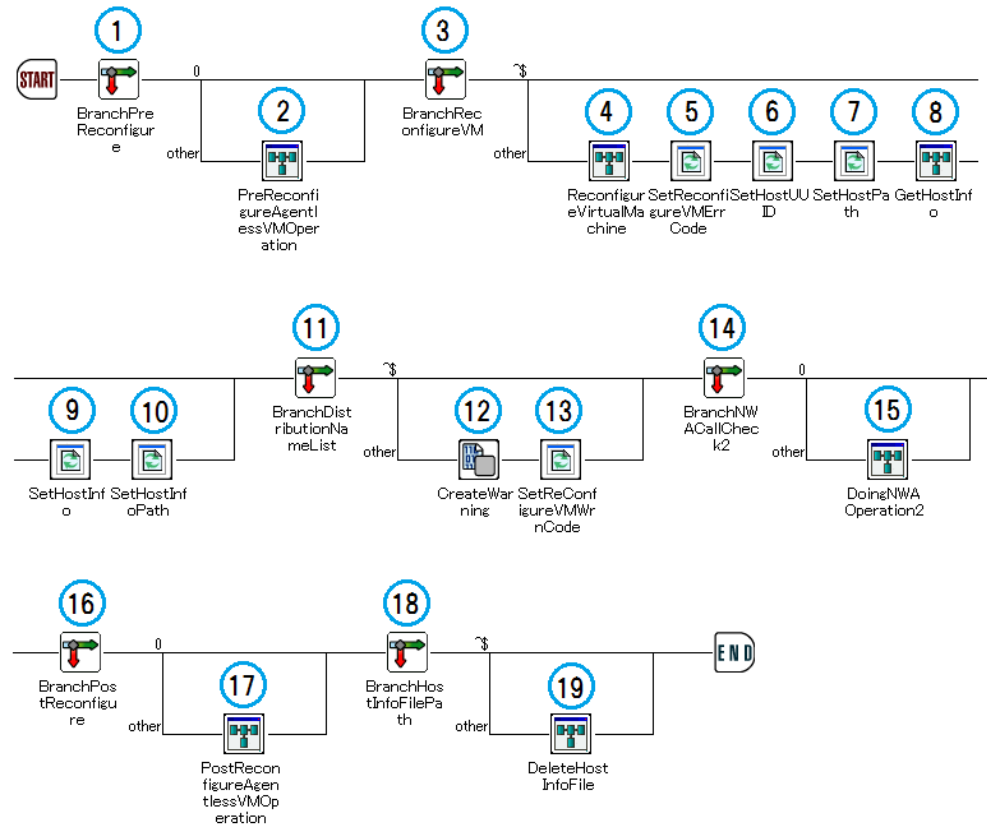 1
3
START
0
^$
BranchPre
Reconfigur
e
2
BranchRec
onfigureVM
4
5
6
7
8
other
other
PreReconfi
gureAgentl
essVMOper
ation
Reconfigur
eVirtualMa
chine
SetReconfi
gureVMErr
Code
SetHostUU
ID
SetHostPa
th
GetHostInf
o
11
14
^$
0
9
10
BranchDist
ributionNa
meList
12
13
BranchNW
ACallChec
k2
15
other
other
SetHostInf
o
SetHostInf
oPath
CreateWar
ning
SetReConf
igureVMWrn
Code
DoingNWA
Operation2
16
18
0
^$
END
BranchPos
tReconfigu
re
17
BranchHos
tInfoFilePa
th
19
other
other
PostRecon
figureAgen
tlessVMOp
eration
DeleteHost
InfoFile